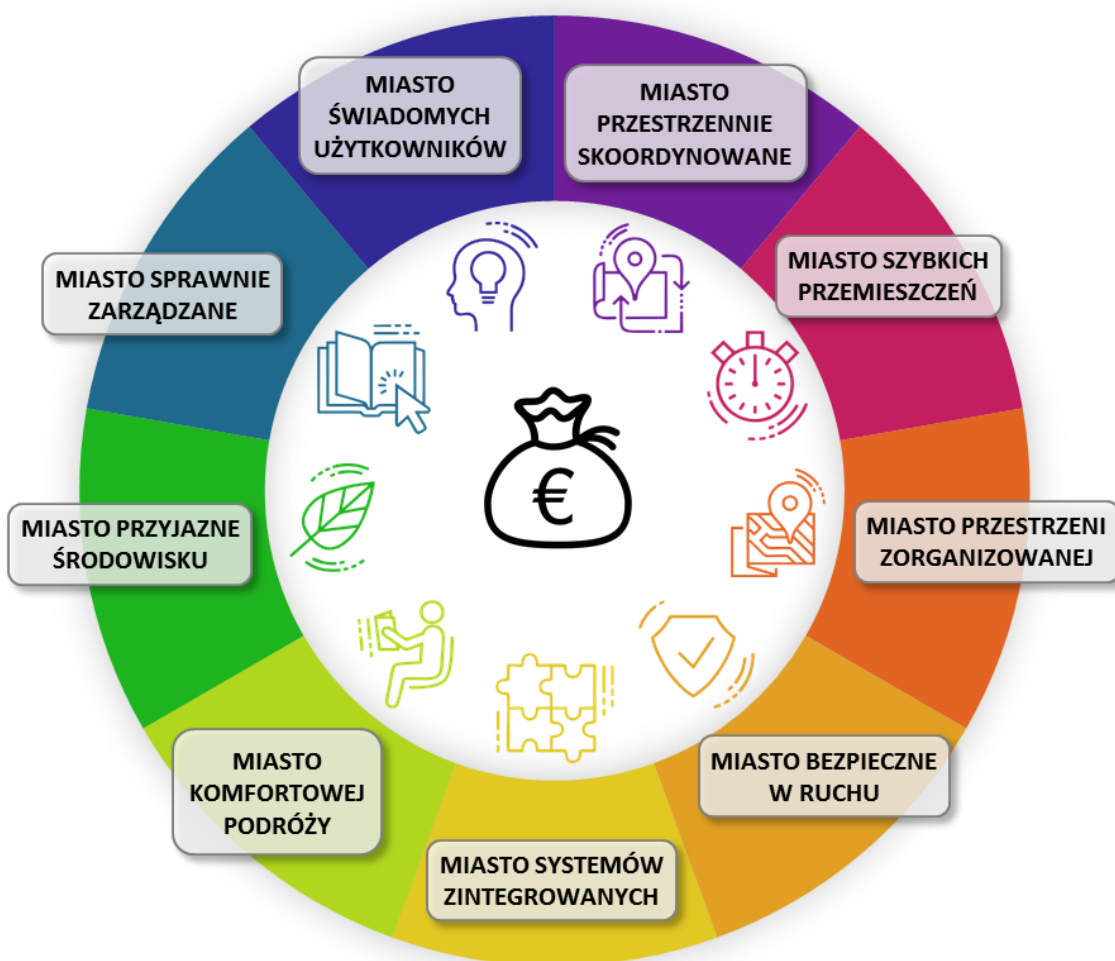 MIASTO
ŚWIADOMYCH
UŻYTKOWNIKÓW
MIASTO
PRZESTRZENNIE
SKOORDYNOWANE
MIASTO SPRAWNIE
ZARZĄDZANE
MIASTO SZYBKICH
PRZEMIESZCZEŃ
€
MIASTO PRZYJAZNE
ŚRODOWISKU
MIASTO PRZESTRZENI
ZORGANIZOWANEJ
MIASTO
KOMFORTOWEJ
PODRÓŻY
MIASTO BEZPIECZNE
W RUCHU
MIASTO SYSTEMÓW
ZINTEGROWANYCH